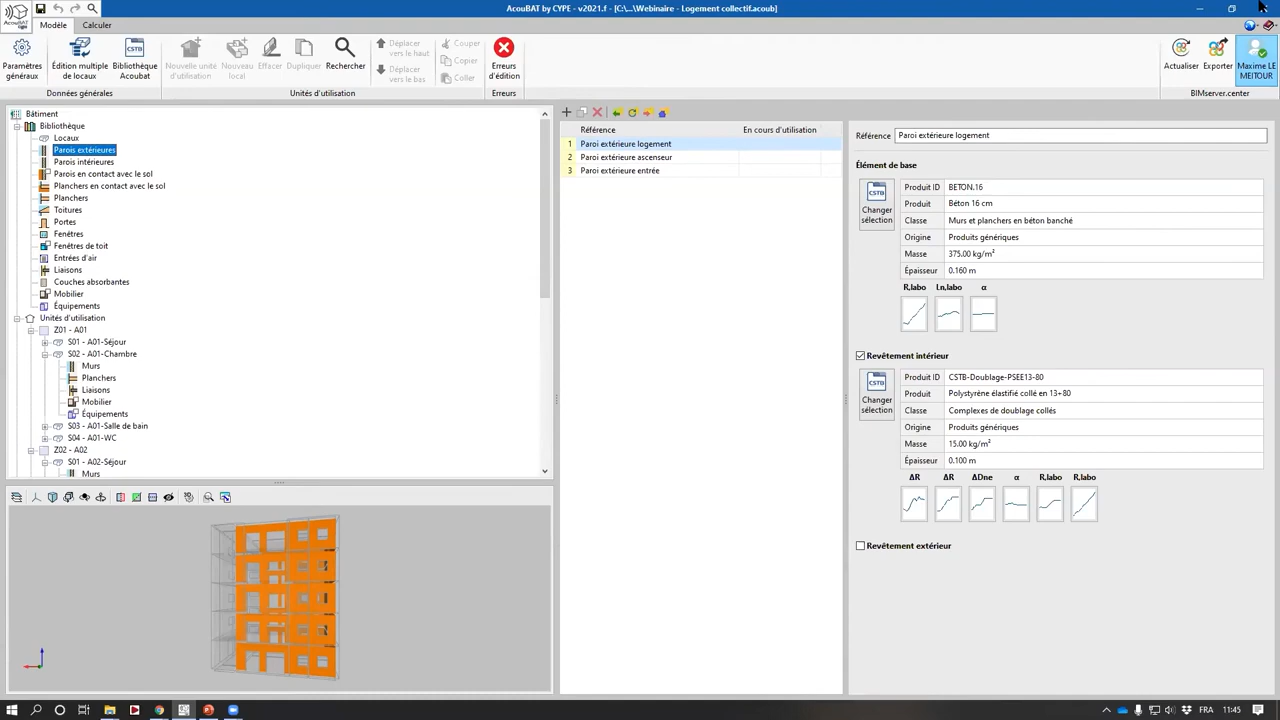 AcouBAT by CYPE - v2021.f - [C:\...\Webinaire - Logement collectif.acoub]
AcouBAT
Modèle
Calculer
Paramètres généraux
Édition multiple de locaux
Bibliothèque Acoubat
Nouvelle unité d'utilisation
Nouveau local
Effacer
Dupliquer
Rechercher
Déplacer vers le haut
Déplacer vers le bas
Couper
Copier
Coller
Erreurs d'édition
Actualiser
Exporter
Maxime LE MEITOUR
Données générales
Unités d'utilisation
Erreurs
BIMserver.center
Bâtiment
Bibliothèque
Locaux
Parois extérieures
Parois intérieures
Parois en contact avec le sol
Planchers en contact avec le sol
Planchers
Toitures
Portes
Fenêtres
Fenêtres de toit
Entrées d'air
Liaisons
Couches absorbantes
Mobilier
Équipements
Unités d'utilisation
Z01 - A01
S01 - A01-Séjour
S02 - A01-Chambre
Murs
Planchers
Liaisons
Mobilier
Équipements
S03 - A01-Salle de bain
S04 - A01-WC
Z02 - A02
S01 - A02-Séjour
Murs
Référence En cours d'utilisation
1 Paroi extérieure logement
2 Paroi extérieure ascenseur
3 Paroi extérieure entrée
Référence Paroi extérieure logement
Élément de base
CSTB
Changer sélection
Produit ID BETON.16
Produit Béton 16 cm
Classe Murs et planchers en béton banché
Origine Produits génériques
Masse 375.00 kg/m²
Épaisseur 0.160 m
R,labo Ln,labo α
Revêtement intérieur
CSTB
Changer sélection
Produit ID CSTB-Doublage-PSEE13-80
Produit Polystyrène élastifié collé en 13+80
Classe Complexes de doublage collés
Origine Produits génériques
Masse 15.00 kg/m²
Épaisseur 0.100 m
ΔR ΔR ΔDne α R,labo R,labo
Revêtement extérieur
FRA 11:45